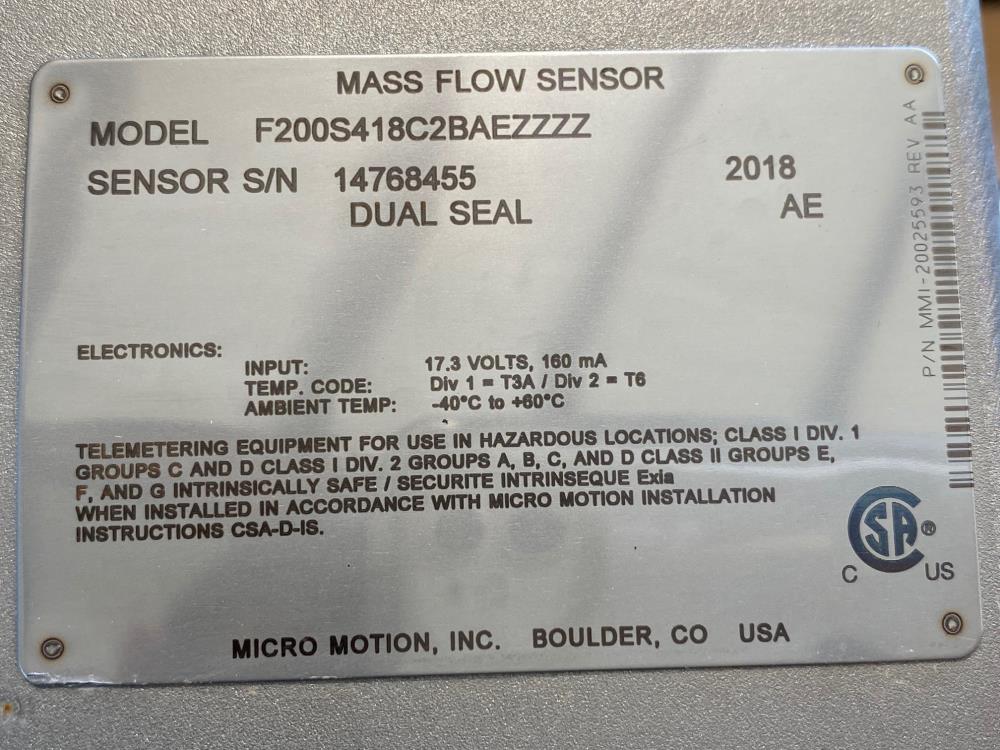 MASS FLOW SENSOR
MODEL F200S418C2BAEZZZZ
SENSOR S/N 14768455 2018
DUAL SEAL AE
ELECTRONICS:
INPUT: 17.3 VOLTS, 160 mA
TEMP. CODE: Div 1 = T3A / Div 2 = T6
AMBIENT TEMP: -40°C to +60°C
TELEMETERING EQUIPMENT FOR USE IN HAZARDOUS LOCATIONS; CLASS I DIV. 1
GROUPS C AND D CLASS I DIV. 2 GROUPS A, B, C, AND D CLASS II GROUPS E,
F, AND G INTRINSICALLY SAFE / SECURITE INTRINSEQUE Exia
WHEN INSTALLED IN ACCORDANCE WITH MICRO MOTION INSTALLATION
INSTRUCTIONS CSA-D-IS.
CSA ®
C US
MICRO MOTION, INC. BOULDER, CO USA
P/N MMI-20025593 REV AA